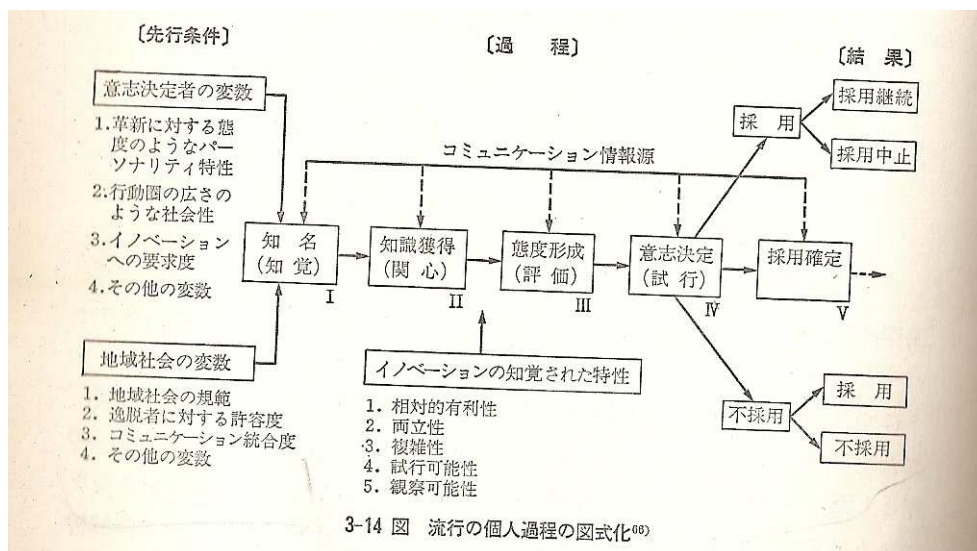 〔先行条件〕
〔過　程〕
〔結　果〕
意志決定者の変数
1.革新に対する態
度のようなパー
ソナリティ特性
2.行動圏の広さの
ような社会性
3.イノベーション
への要求度
4.その他の変数
地域社会の変数
1. 地域社会の規範
2. 逸脱者に対する許容度
3. コミュニケーション統合度
4. その他の変数
コミュニケーション情報源
知　名
(知　覚)
I
知識獲得
(関　心)
II
態度形成
(評　価)
III
意志決定
(試　行)
IV
採用確定
V
イノベーションの知覚された特性
1. 相対的有利性
2. 両立性
3. 複雑性
4. 試行可能性
5. 観察可能性
採　用
採用継続
採用中止
不採用
採　用
不採用
3-14 図　流行の個人過程の図式化66)